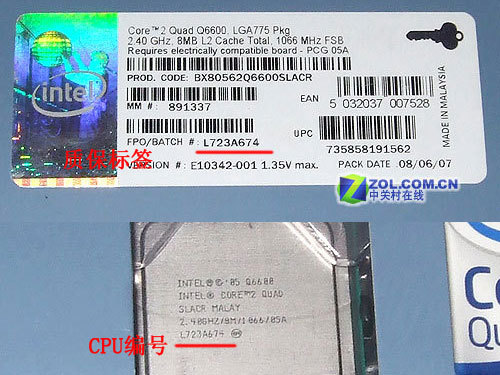 Core™2 Quad Q6600, LGA775 Pkg
2.40 GHz, 8MB L2 Cache Total, 1066 MHz FSB
Requires electrically compatible board - PCG 05A
PROD. CODE: BX80562Q6600SLACR
MM #: 891337
EAN 5 032037 007528
FPO/BATCH #: L723A674
UPC 735858191562
VERSION #: E10342-001 1.35V max.
PACK DATE 08/06/07
MADE IN MALAYSIA
intel
质保标签
ZOL.COM.CN
中关村在线
INTEL Ⓜ©'05 Q6600
INTEL® CORE™2 QUAD
SLACR MALAY
2.40GHZ/8M/1066/05A
L723A674
CPU编号
Co
Qu